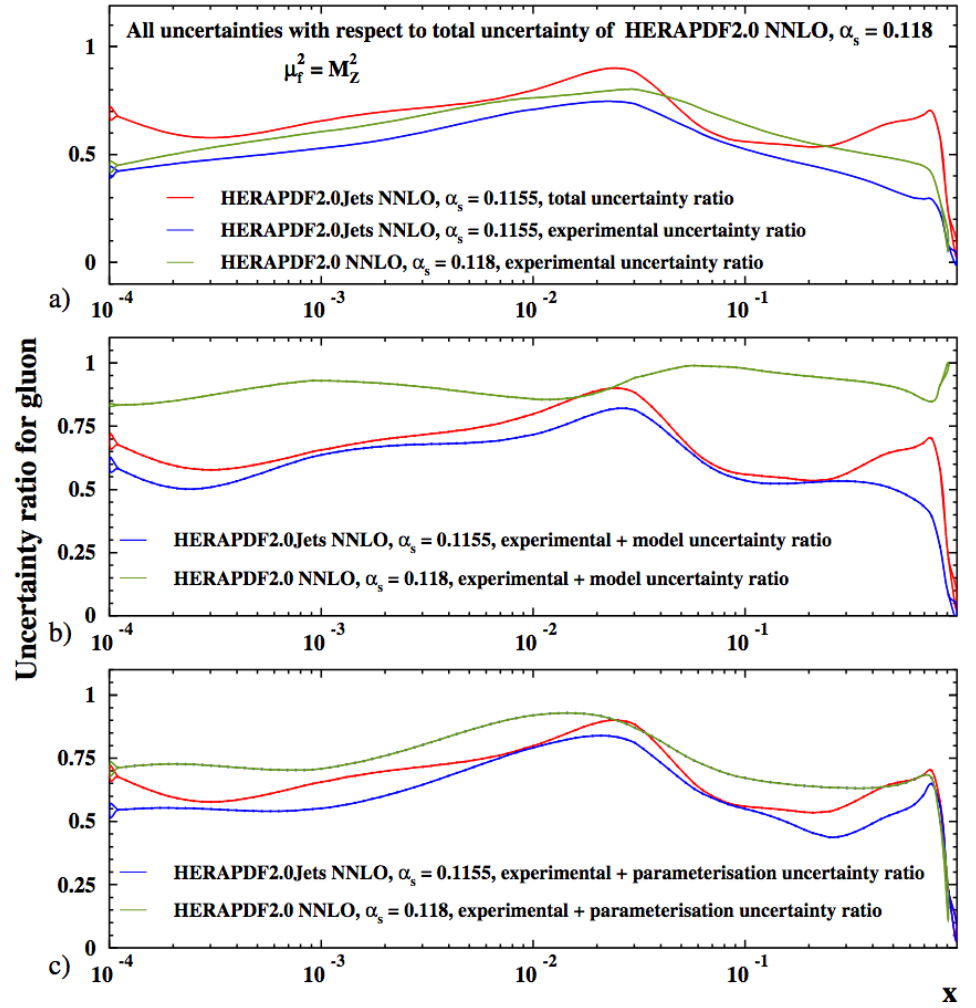 All uncertainties with respect to total uncertainty of HERAPDF2.0 NNLO, αs = 0.118
μf² = MZ²
1
0.5
0
HERAPDF2.0Jets NNLO, αs = 0.1155, total uncertainty ratio
HERAPDF2.0Jets NNLO, αs = 0.1155, experimental uncertainty ratio
HERAPDF2.0 NNLO, αs = 0.118, experimental uncertainty ratio
a)
10⁻⁴ 10⁻³ 10⁻² 10⁻¹
Uncertainty ratio for gluon
1
0.75
0.5
0.25
0
HERAPDF2.0Jets NNLO, αs = 0.1155, experimental + model uncertainty ratio
HERAPDF2.0 NNLO, αs = 0.118, experimental + model uncertainty ratio
b)
10⁻⁴ 10⁻³ 10⁻² 10⁻¹
1
0.75
0.5
0.25
0
HERAPDF2.0Jets NNLO, αs = 0.1155, experimental + parameterisation uncertainty ratio
HERAPDF2.0 NNLO, αs = 0.118, experimental + parameterisation uncertainty ratio
c)
10⁻⁴ 10⁻³ 10⁻² 10⁻¹
x